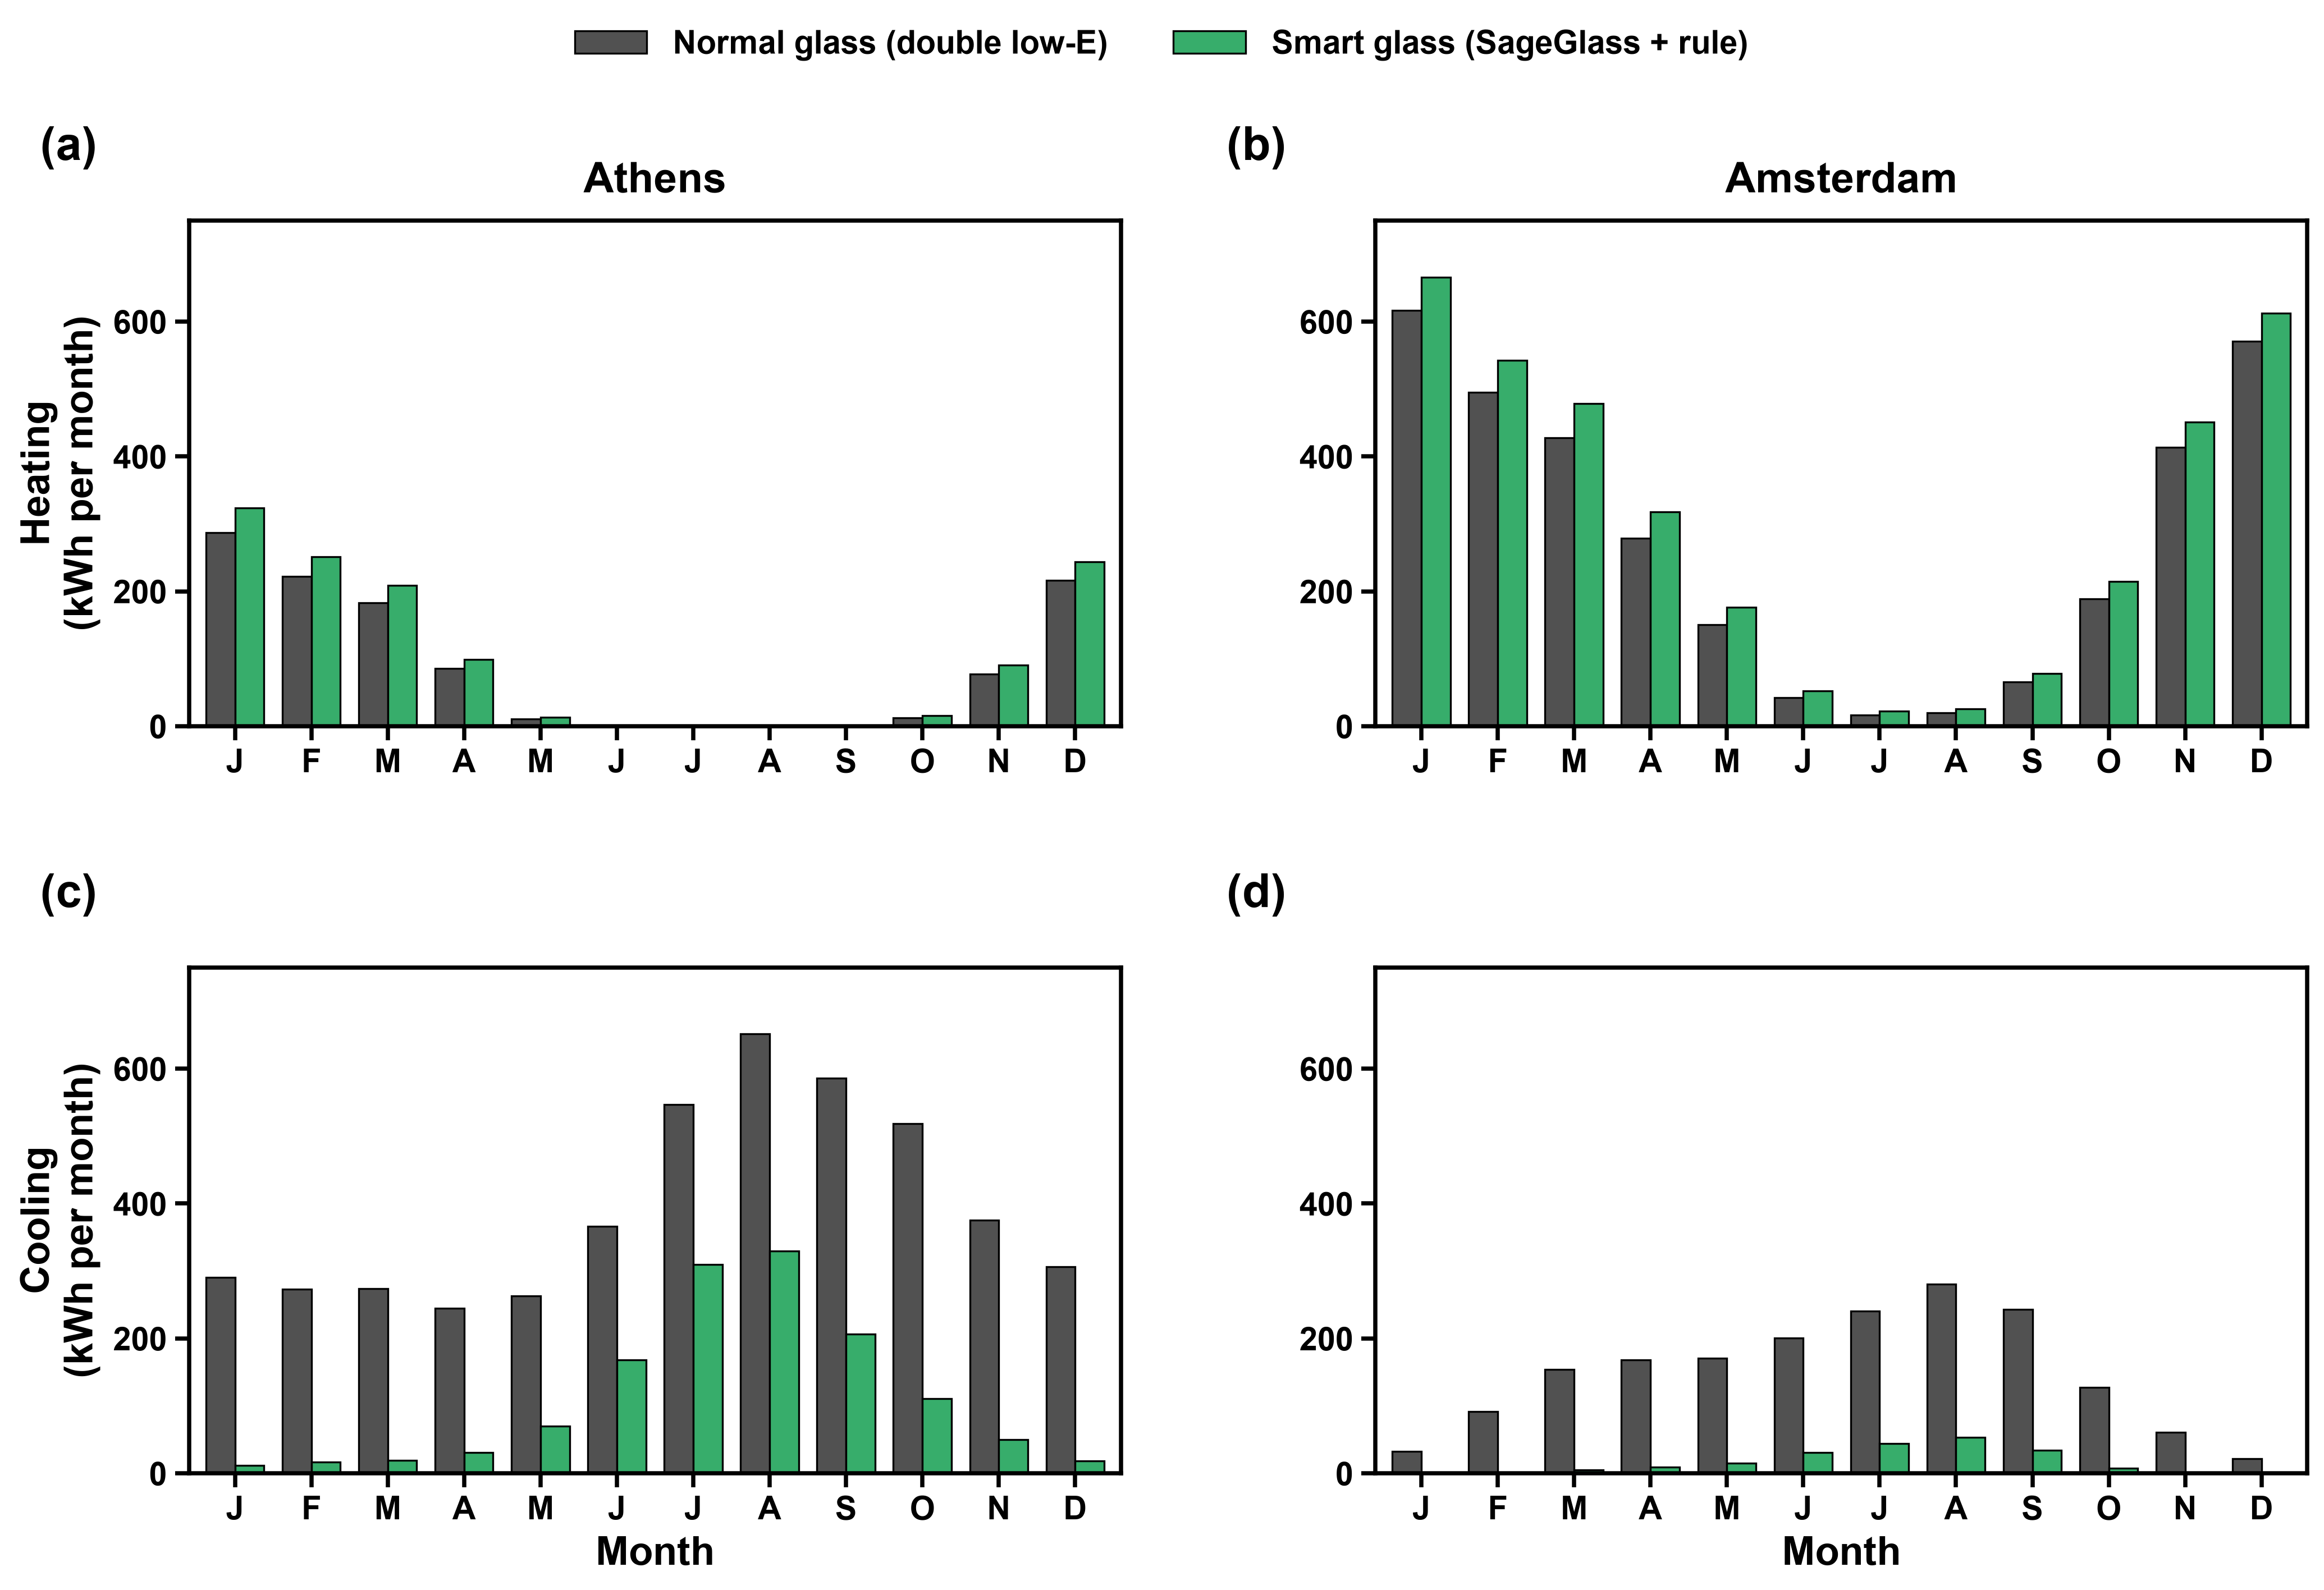 Normal glass (double low-E) Smart glass (SageGlass + rule)
(a) (b)
Athens Amsterdam
Heating
(kWh per month)
600
400
200
0
J F M A M J J A S O N D
600
400
200
0
J F M A M J J A S O N D
(c) (d)
Cooling
(kWh per month)
600
400
200
0
J F M A M J J A S O N D
Month
600
400
200
0
J F M A M J J A S O N D
Month